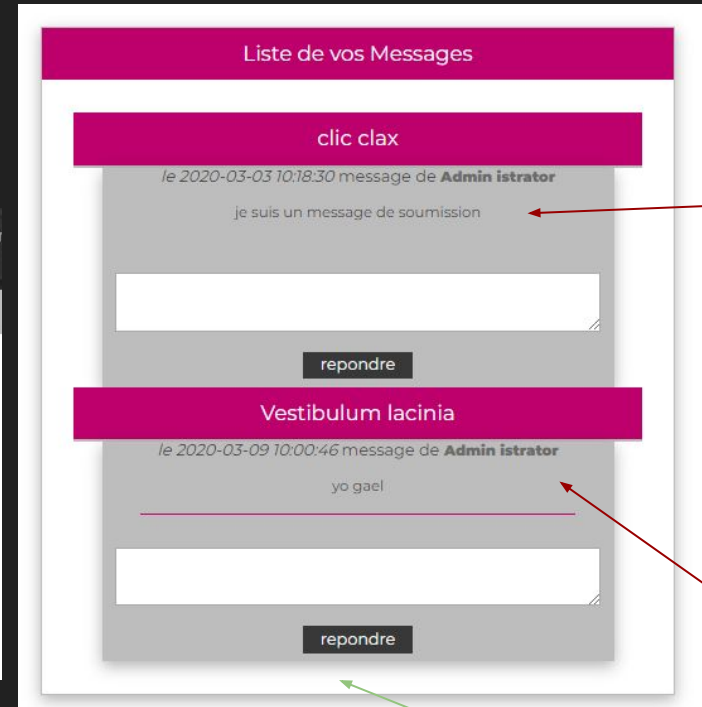 Liste de vos Messages
clic clax
le 2020-03-03 10:18:30 message de Admin istrator
je suis un message de soumission
repondre
Vestibulum lacinia
le 2020-03-09 10:00:46 message de Admin istrator
yo gael
repondre